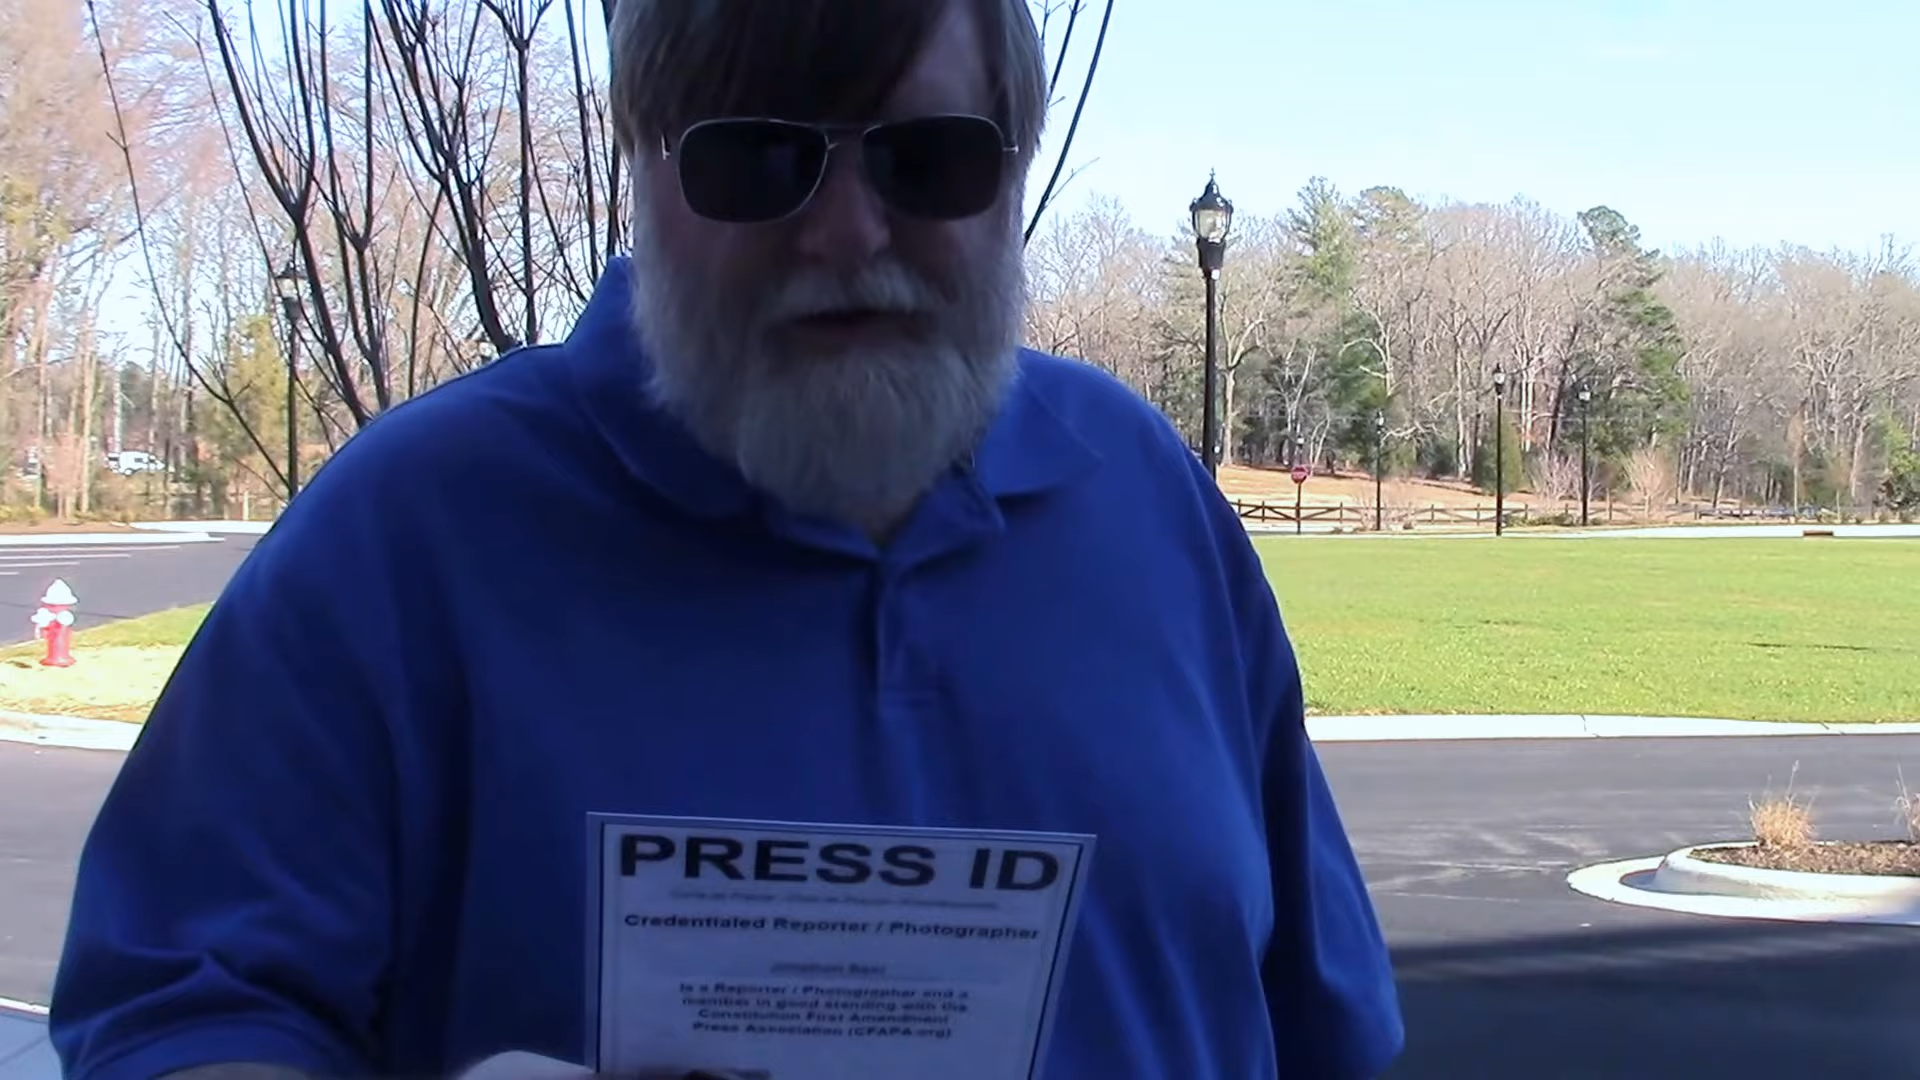 PRESS ID
Credentialed Reporter / Photographer
is a Reporter / Photographer and a
member in good standing with the
Constitution First Amendment
Press Association (CFAPA.org)